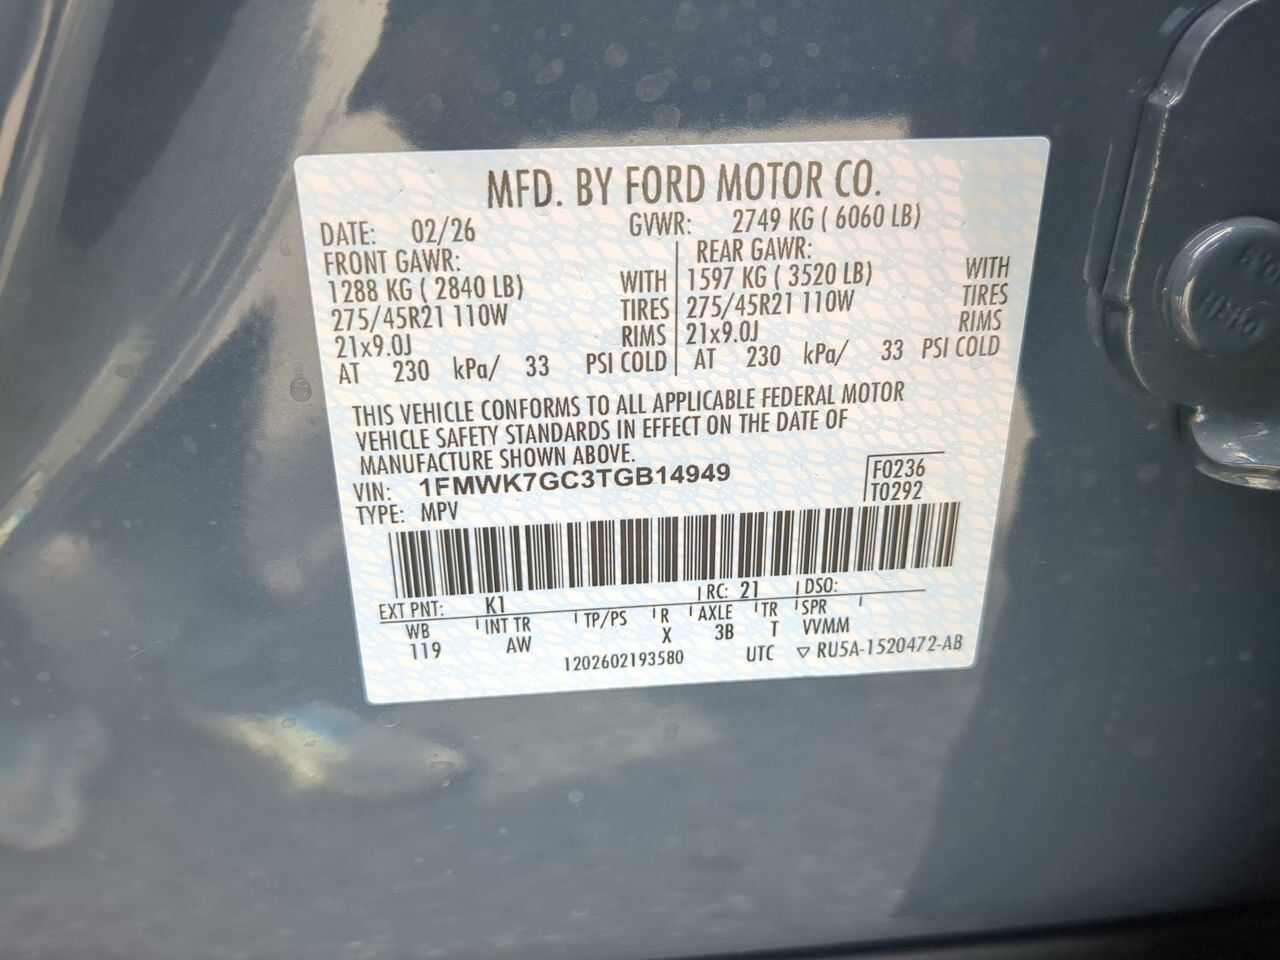 MFD. BY FORD MOTOR CO.
DATE: 02/26 GVWR: 2749 KG ( 6060 LB)
FRONT GAWR: REAR GAWR:
1288 KG ( 2840 LB) WITH 1597 KG ( 3520 LB) WITH
275/45R21 110W TIRES 275/45R21 110W TIRES
21x9.0J RIMS 21x9.0J RIMS
AT 230 kPa/ 33 PSI COLD AT 230 kPa/ 33 PSI COLD
THIS VEHICLE CONFORMS TO ALL APPLICABLE FEDERAL MOTOR
VEHICLE SAFETY STANDARDS IN EFFECT ON THE DATE OF
MANUFACTURE SHOWN ABOVE.
VIN: 1FMWK7GC3TGB14949 F0236
TYPE: MPV T0292
EXT PNT: K1 RC: 21 DSO:
WB INT TR TP/PS R AXLE TR SPR
119 AW X 3B T VVMM
1202602193580 UTC ▽ RU5A-1520472-AB